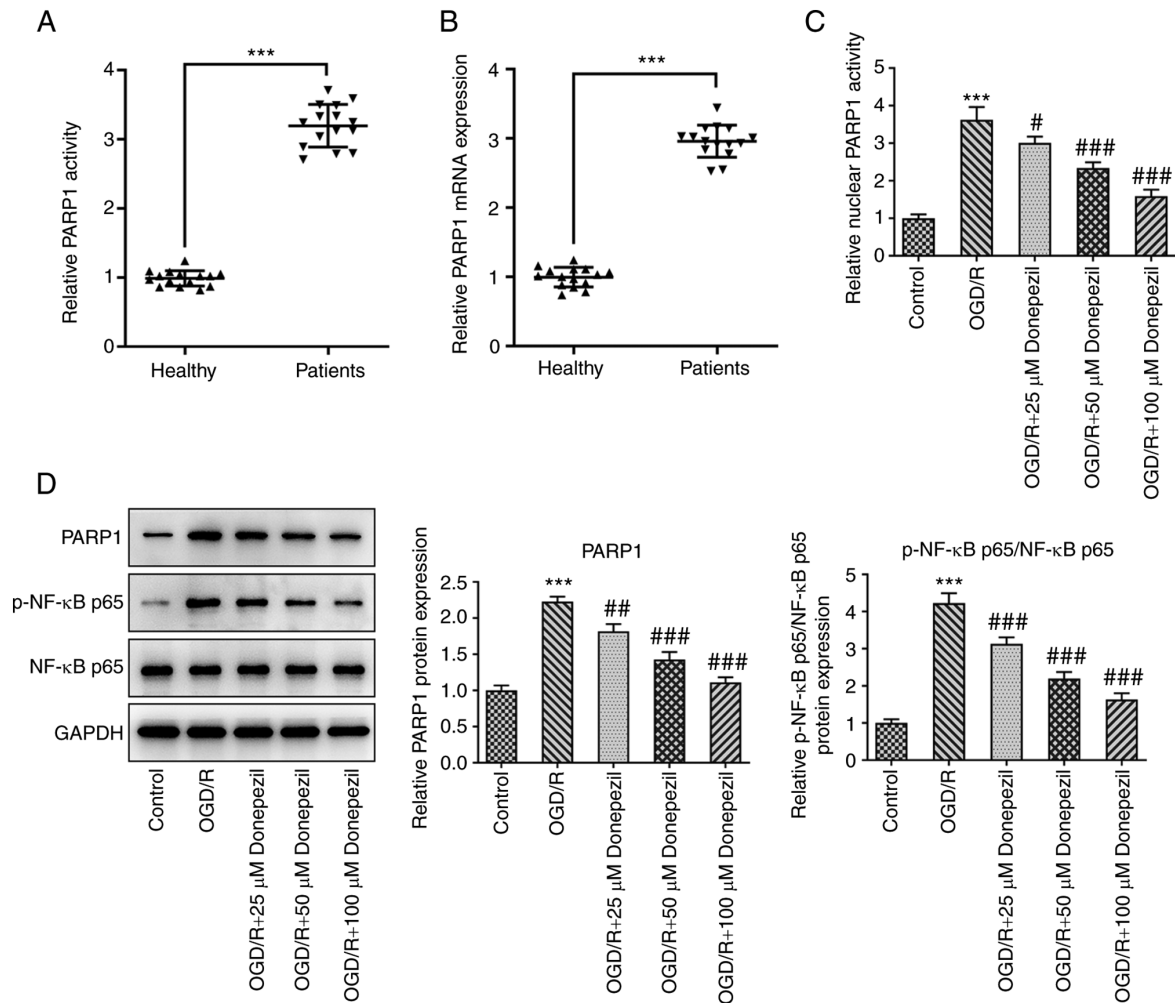 A
Relative PARP1 activity
4
3
2
1
0
***
Healthy
Patients
B
Relative PARP1 mRNA expression
4
3
2
1
0
***
Healthy
Patients
C
Relative nuclear PARP1 activity
5
4
3
2
1
0
***
#
###
###
Control
OGD/R
OGD/R+25 μM Donepezil
OGD/R+50 μM Donepezil
OGD/R+100 μM Donepezil
D
PARP1
p-NF-κB p65
NF-κB p65
GAPDH
Control
OGD/R
OGD/R+25 μM Donepezil
OGD/R+50 μM Donepezil
OGD/R+100 μM Donepezil
PARP1
Relative PARP1 protein expression
2.5
2.0
1.5
1.0
0.5
0.0
***
##
###
###
Control
OGD/R
OGD/R+25 μM Donepezil
OGD/R+50 μM Donepezil
OGD/R+100 μM Donepezil
p-NF-κB p65/NF-κB p65
Relative p-NF-κB p65/NF-κB p65
protein expression
5
4
3
2
1
0
***
###
###
###
Control
OGD/R
OGD/R+25 μM Donepezil
OGD/R+50 μM Donepezil
OGD/R+100 μM Donepezil